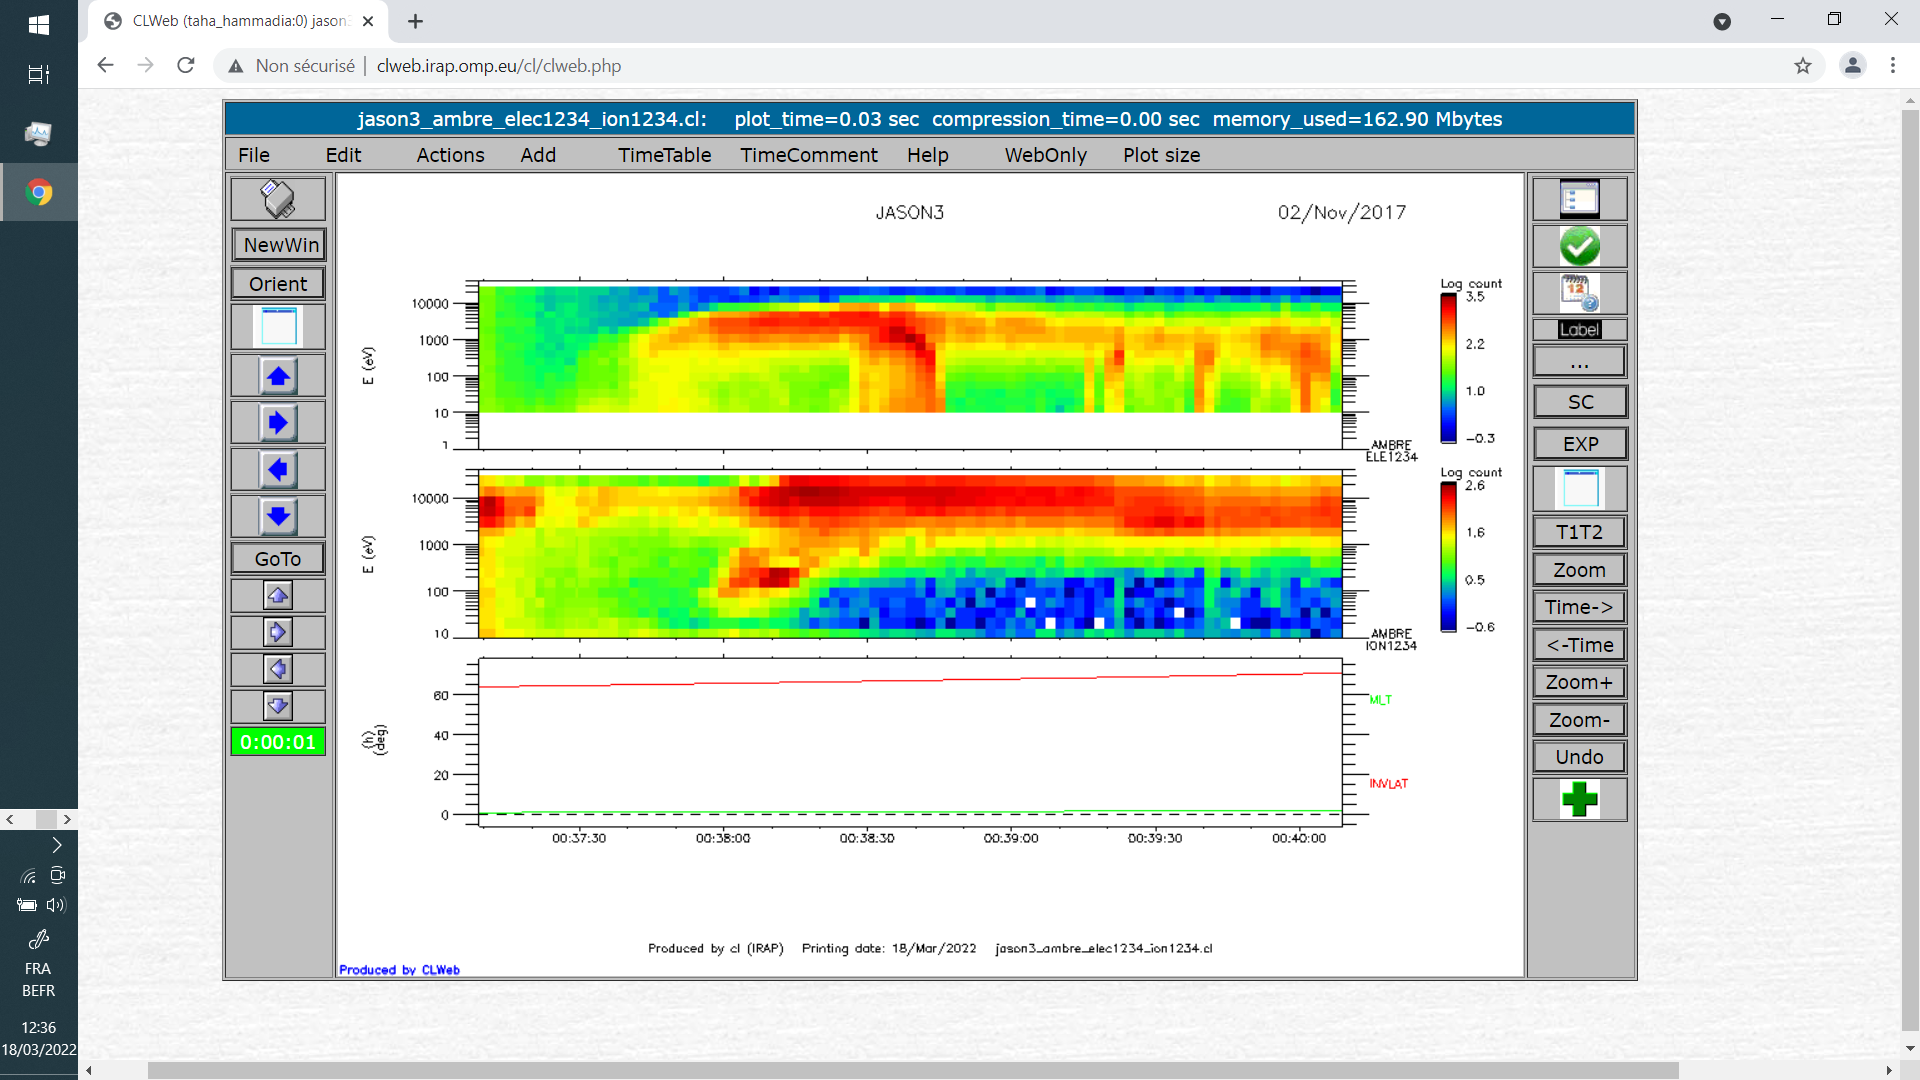 CLWeb (taha_hammadia:0) jason3
Non sécurisé | clweb.irap.omp.eu/cl/clweb.php
jason3_ambre_elec1234_ion1234.cl: plot_time=0.03 sec compression_time=0.00 sec memory_used=162.90 Mbytes
File Edit Actions Add TimeTable TimeComment Help WebOnly Plot size
NewWin
Orient
GoTo
0:00:01
JASON3 02/Nov/2017
Log count
3.5
2.2
1.0
-0.3
E (eV)
10000
1000
100
10
1
AMBRE
ELE1234
Log count
2.6
1.6
0.5
-0.6
E (eV)
10000
1000
100
10
AMBRE
ION1234
(h)
(deg)
60
40
20
0
MLT
INVLAT
00:37:30 00:38:00 00:38:30 00:39:00 00:39:30 00:40:00
Produced by cl (IRAP) Printing date: 18/Mar/2022 jason3_ambre_elec1234_ion1234.cl
Produced by CLWeb
12
Label
...
SC
EXP
T1T2
Zoom
Time->
<-Time
Zoom+
Zoom-
Undo
FRA
BEFR
12:36
18/03/2022